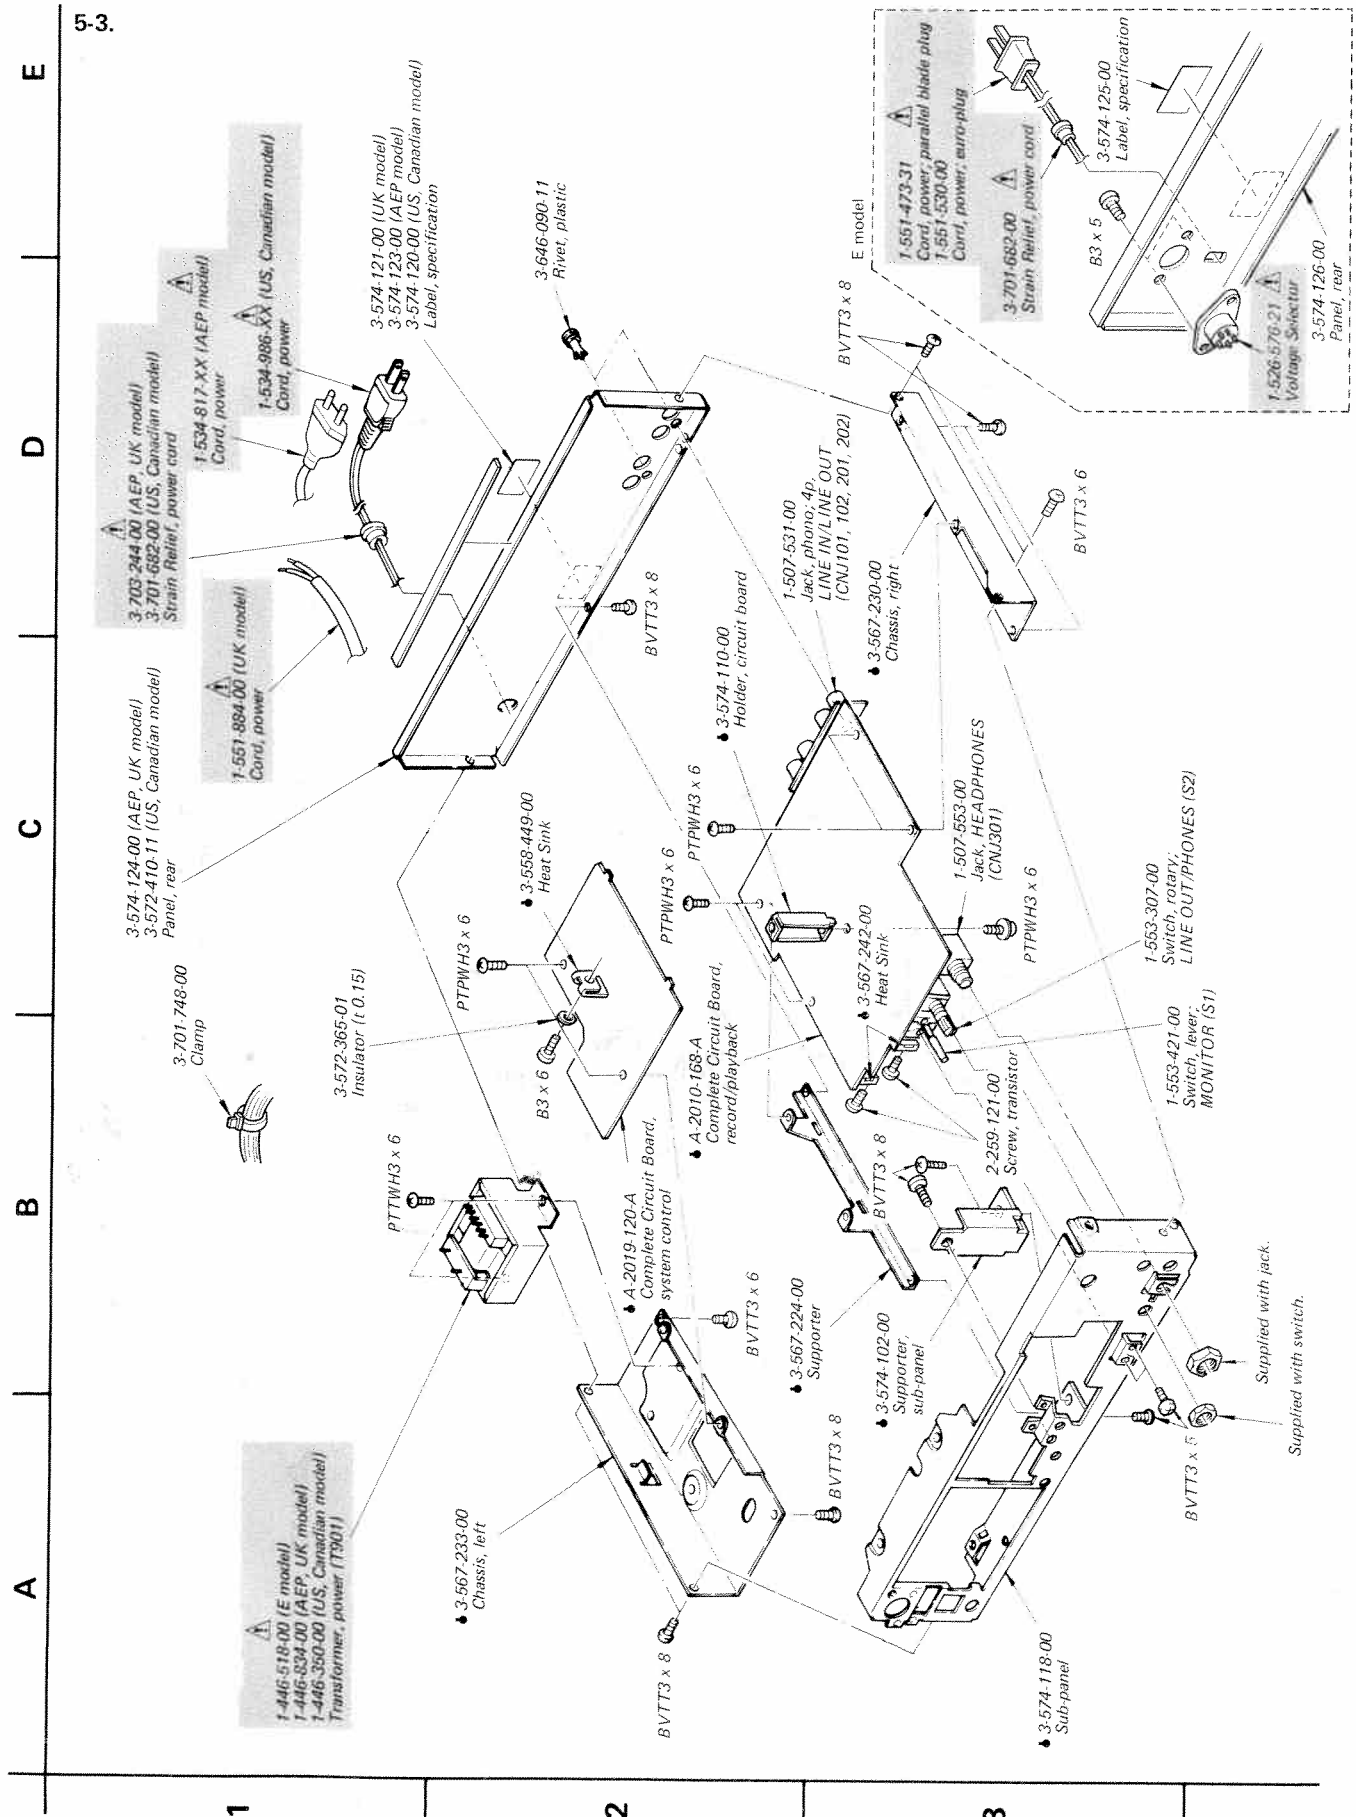 5-3.
A
B
C
D
E
1
2
3
1-446-518-00 (E model)
1-446-834-00 (AEP, UK model)
1-446-350-00 (US, Canadian model)
Transformer, power (T901)
3-701-748-00
Clamp
3-574-124-00 (AEP, UK model)
3-572-410-11 (US, Canadian model)
Panel, rear
1-551-884-00 (UK model)
Cord, power
3-703-244-00 (AEP, UK model)
3-701-682-00 (US, Canadian model)
Strain Relief, power cord
1-534-817-XX (AEP model)
Cord, power
1-534-986-XX (US, Canadian model)
Cord, power
3-574-121-00 (UK model)
3-574-123-00 (AEP model)
3-574-120-00 (US, Canadian model)
Label, specification
3-646-090-11
Rivet, plastic
3-567-233-00
Chassis, left
PTTWH3 x 6
3-572-365-01
Insulator (t 0.15)
B3 x 6
PTPWH3 x 6
3-558-449-00
Heat Sink
A-2019-120-A
Complete Circuit Board,
system control
BVTT3 x 8
BVTT3 x 8
BVTT3 x 6
BVTT3 x 8
A-2010-168-A
Complete Circuit Board,
record/playback
PTPWH3 x 6
PTPWH3 x 6
3-574-110-00
Holder, circuit board
1-507-531-00
Jack, phono; 4p,
LINE IN/LINE OUT
(CNJ101, 102, 201, 202)
3-567-230-00
Chassis, right
BVTT3 x 8
BVTT3 x 6
3-567-224-00
Supporter
3-574-102-00
Supporter,
sub-panel
BVTT3 x 8
3-567-242-00
Heat Sink
2-259-121-00
Screw, transistor
1-507-553-00
Jack, HEADPHONES
(CNJ301)
PTPWH3 x 6
1-553-307-00
Switch, rotary;
LINE OUT/PHONES (S2)
1-553-421-00
Switch, lever;
MONITOR (S1)
3-574-118-00
Sub-panel
BVTT3 x 5
Supplied with jack.
Supplied with switch.
E model
1-551-473-31
Cord, power; parallel blade plug
1-551-530-00
Cord, power; euro-plug
3-701-682-00
Strain Relief, power cord
B3 x 5
3-574-125-00
Label, specification
1-526-576-21
Voltage Selector
3-574-126-00
Panel, rear